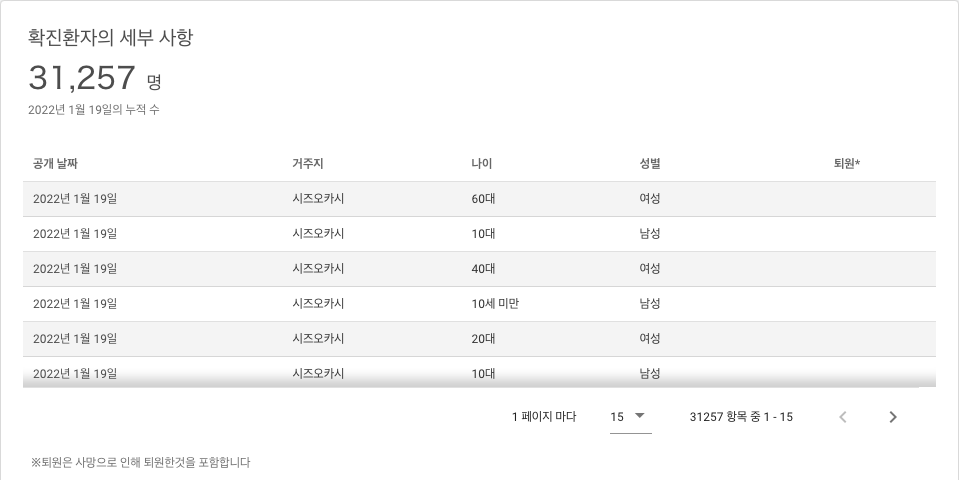 확진환자의 세부 사항
31,257 명
2022년 1월 19일의 누적 수
공개 날짜 거주지 나이 성별 퇴원*
2022년 1월 19일 시즈오카시 60대 여성
2022년 1월 19일 시즈오카시 10대 남성
2022년 1월 19일 시즈오카시 40대 여성
2022년 1월 19일 시즈오카시 10세 미만 남성
2022년 1월 19일 시즈오카시 20대 여성
2022년 1월 19일 시즈오카시 10대 남성
1 페이지 마다 15 31257 항목 중 1 - 15
※퇴원은 사망으로 인해 퇴원한것을 포함합니다